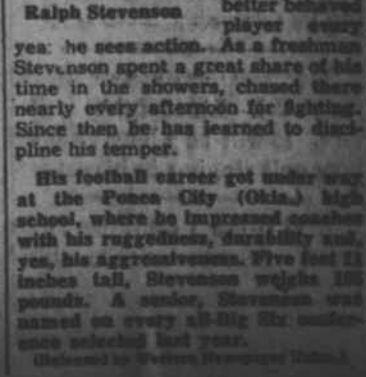 Ralph Stevenson
better behaved
player every
yea: he sees action. As a freshman
Stevenson spent a great share of his
time in the showers, chased there
nearly every afternoon for fighting.
Since then he has learned to disci-
pline his temper.
His football career got under way
at the Ponca City (Okla.) high
school, where he impressed coaches
with his ruggedness, durability and,
yes, his aggressiveness. Five feet 11
inches tall, Stevenson weighs
pounds. A senior, Stevenson was
named on every all-Big Six confer-
ence selected last year.
(Released by Western Newspaper Union.)